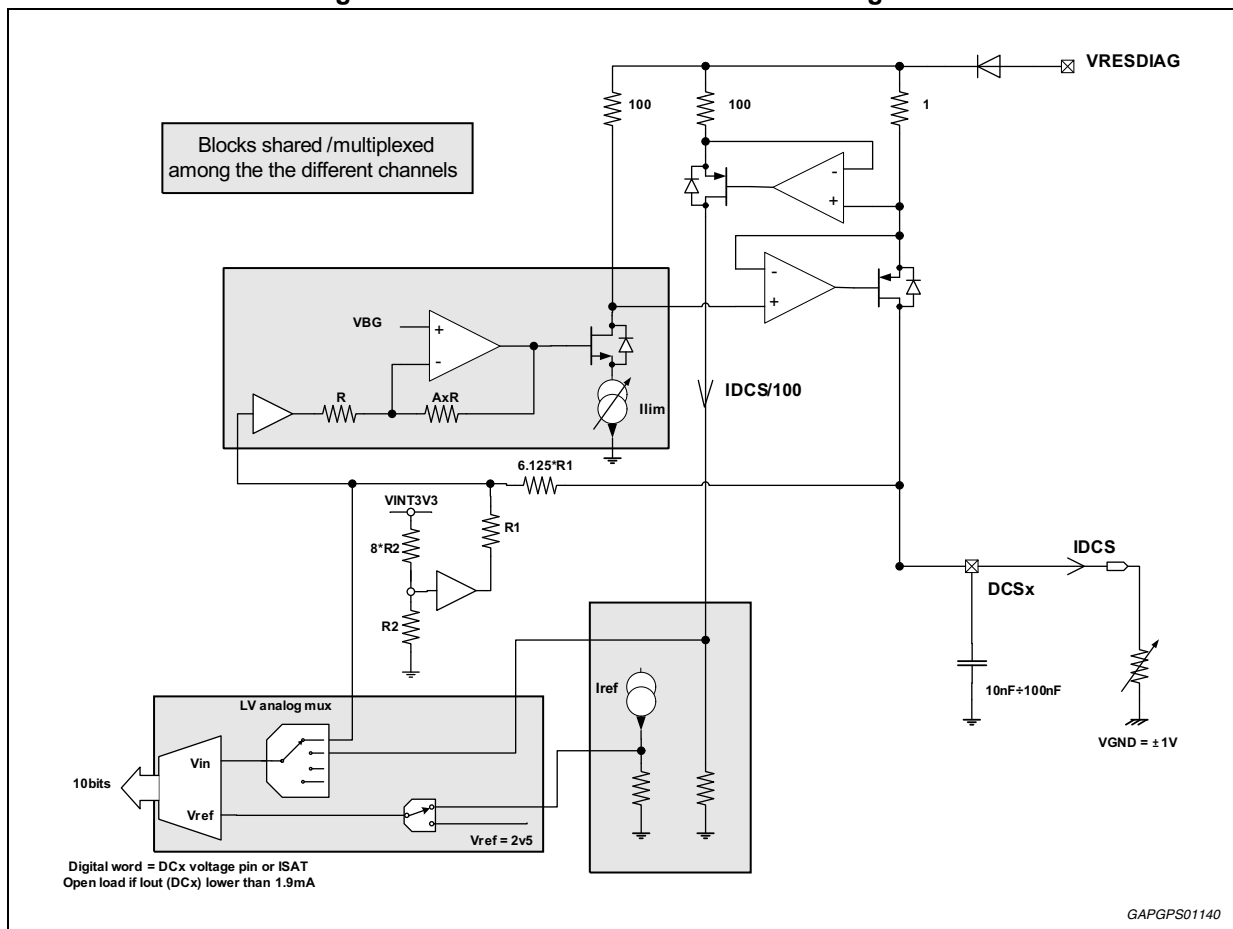 VRESDIAG
100
100
1
Blocks shared /multiplexed
among the the different channels
-
+
-
+
VBG
+
-
R
AxR
Ilim
IDCS/100
6.125*R1
VINT3V3
R1
8*R2
R2
IDCS
DCSx
10nF÷100nF
VGND = ±1V
Iref
LV analog mux
Vin
10bits
Vref
Vref = 2v5
Digital word = DCx voltage pin or ISAT
Open load if Iout (DCx) lower than 1.9mA
GAPGPS01140